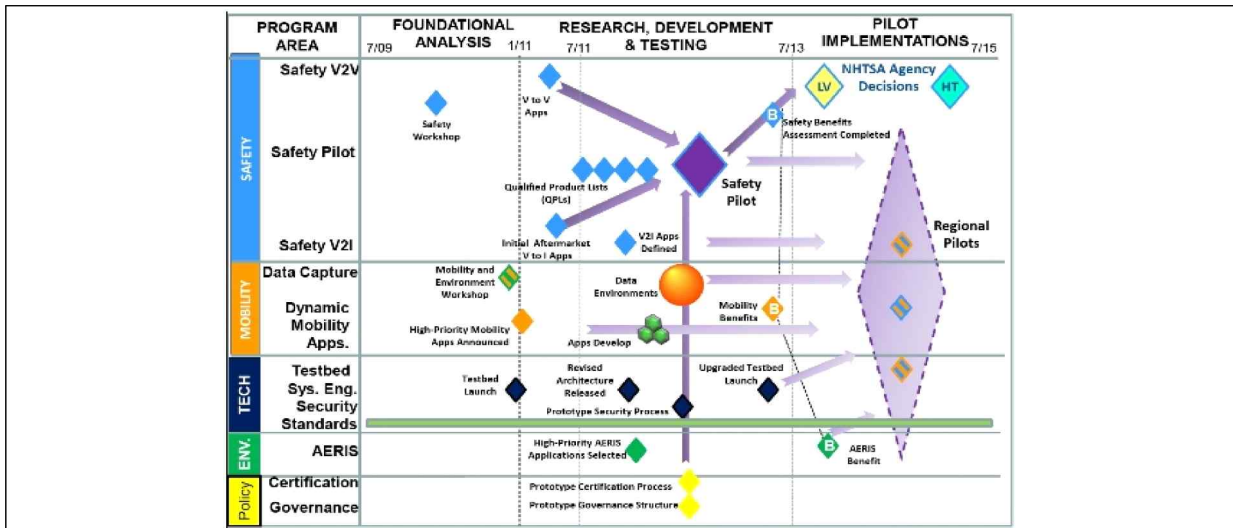 PROGRAM
AREA
FOUNDATIONAL
ANALYSIS
RESEARCH, DEVELOPMENT
& TESTING
PILOT
IMPLEMENTATIONS
7/09
1/11
7/11
7/13
7/15
SAFETY
Safety V2V
Safety Pilot
Safety V2I
Safety
Workshop
V to V
Apps
Qualified Product Lists
(QPLs)
Initial Aftermarket
V to I Apps
V2I Apps
Defined
Safety
Pilot
B
Safety Benefits
Assessment Completed
LV
NHTSA Agency
Decisions
HT
Regional
Pilots
MOBILITY
Data Capture
Dynamic
Mobility
Apps.
Mobility and
Environment
Workshop
High-Priority Mobility
Apps Announced
Data
Environments
Apps Develop
B
Mobility
Benefits
TECH
Testbed
Sys. Eng.
Security
Standards
Testbed
Launch
Revised
Architecture
Released
Prototype Security Process
Upgraded Testbed
Launch
ENV.
AERIS
High-Priority AERIS
Applications Selected
B
AERIS
Benefit
Policy
Certification
Governance
Prototype Certification Process
Prototype Governance Structure